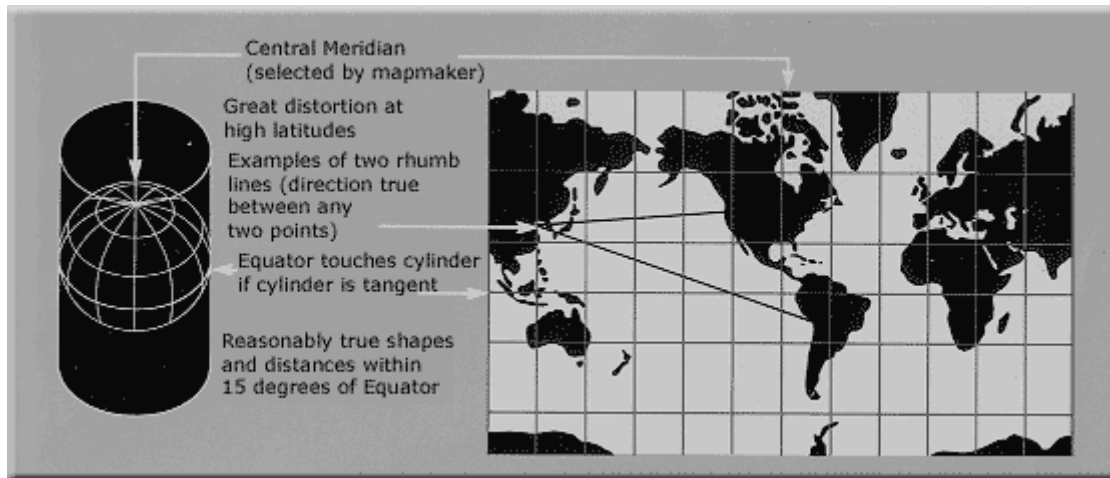 Central Meridian
(selected by mapmaker)
Great distortion at
high latitudes
Examples of two rhumb
lines (direction true
between any
two points)
Equator touches cylinder
if cylinder is tangent
Reasonably true shapes
and distances within
15 degrees of Equator